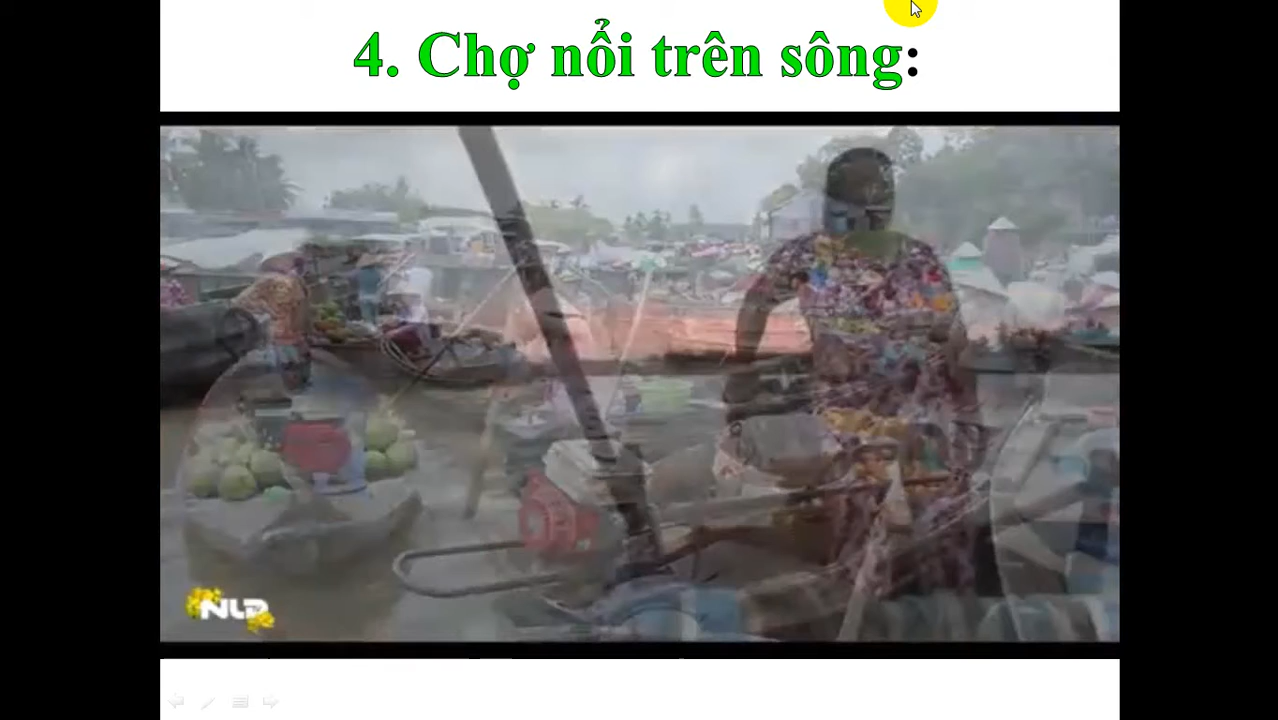 4. Chợ nổi trên sông:
NLD